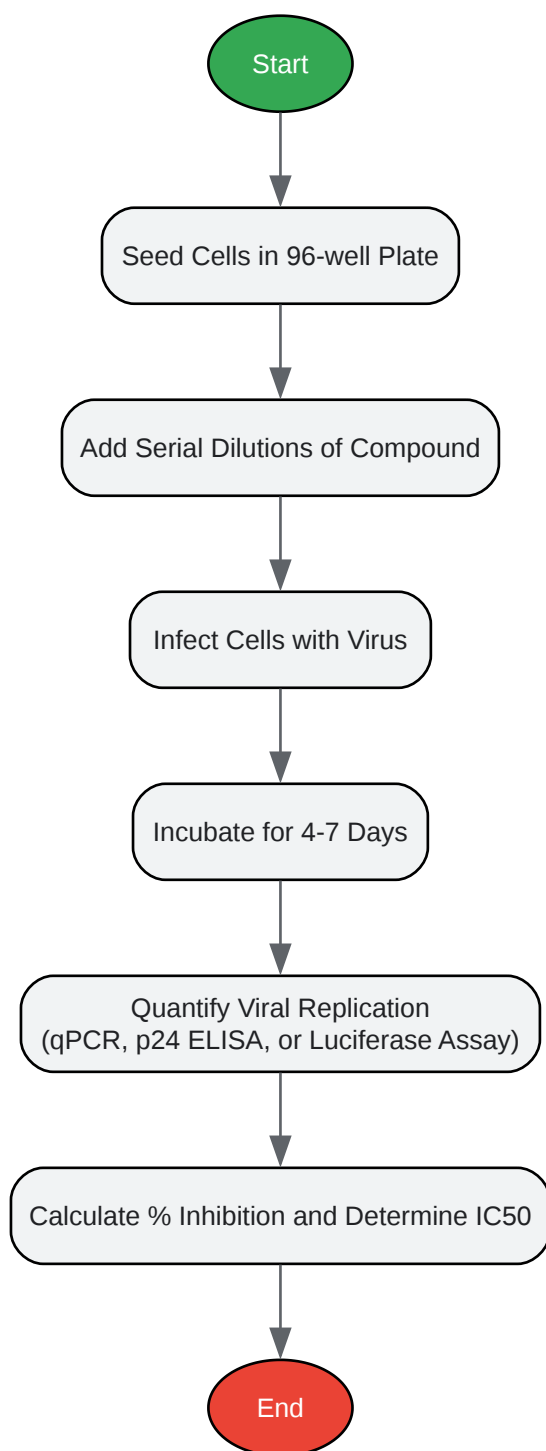 Start
Seed Cells in 96-well Plate
Add Serial Dilutions of Compound
Infect Cells with Virus
Incubate for 4-7 Days
Quantify Viral Replication
(qPCR, p24 ELISA, or Luciferase Assay)
Calculate % Inhibition and Determine IC50
End